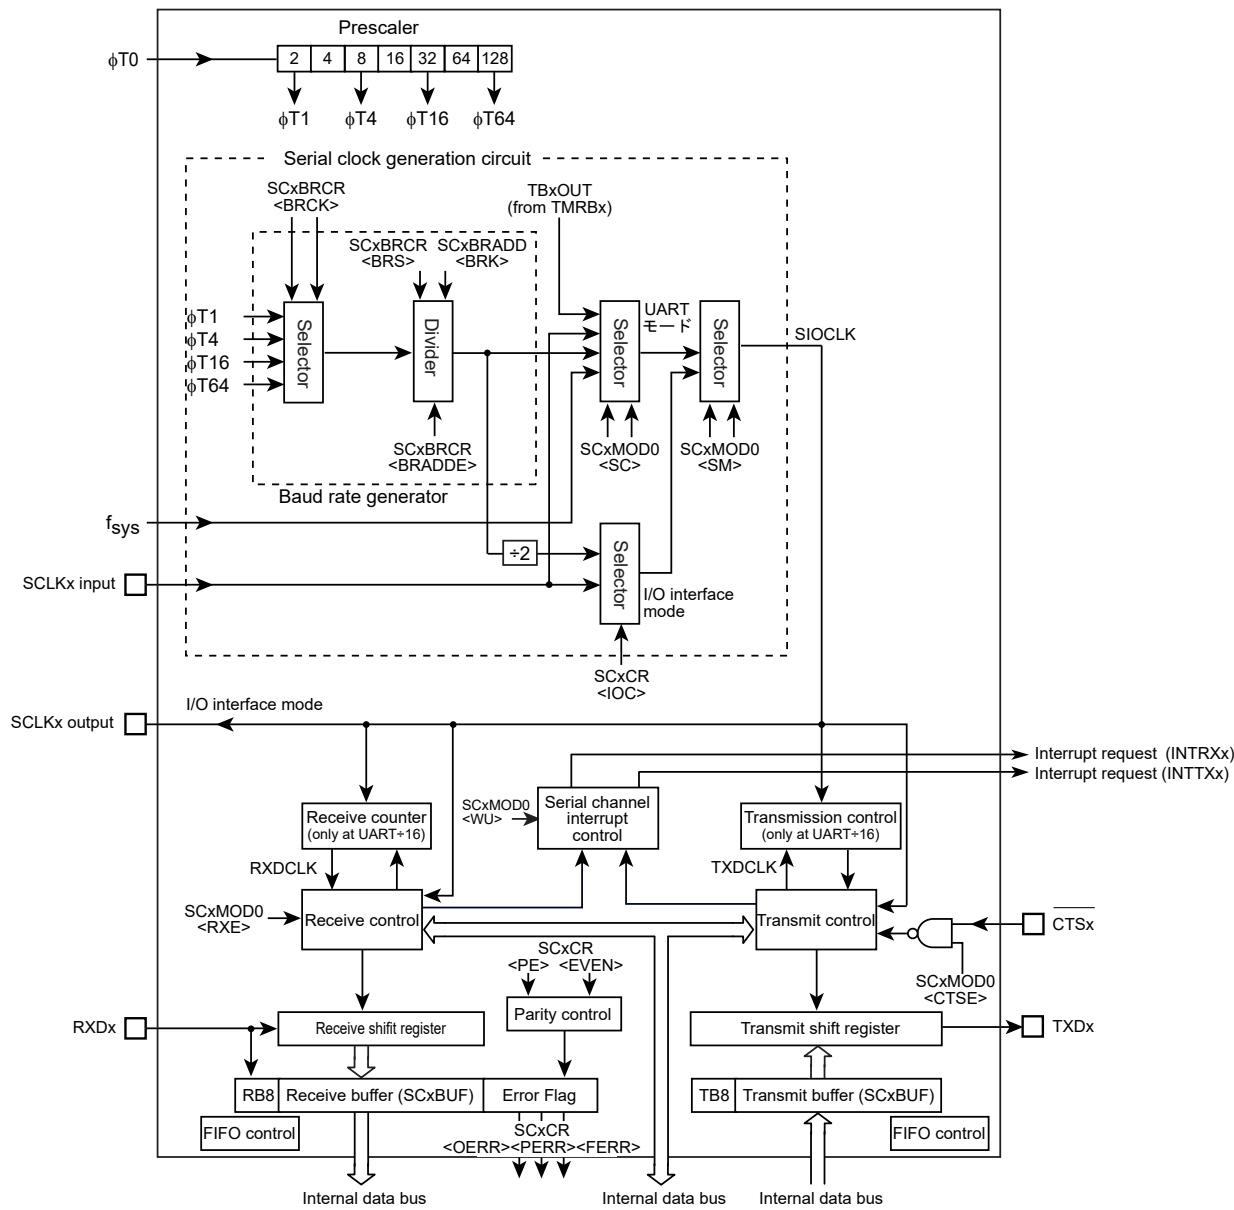 Prescaler
ϕT0
2 4 8 16 32 64 128
ϕT1 ϕT4 ϕT16 ϕT64
Serial clock generation circuit
SCxBRCR
<BRCK>
TBxOUT
(from TMRBx)
SCxBRCR
<BRS>
SCxBRADD
<BRK>
ϕT1
ϕT4
ϕT16
ϕT64
Selector
Divider
Selector
UART
モード
Selector
SIOCLK
SCxBRCR
<BRADDE>
SCxMOD0
<SC>
SCxMOD0
<SM>
Baud rate generator
fsys
÷2
Selector
SCLKx input
I/O interface
mode
SCxCR
<IOC>
I/O interface mode
SCLKx output
Interrupt request (INTRXx)
Interrupt request (INTTXx)
Receive counter
(only at UART÷16)
SCxMOD0
<WU>
Serial channel
interrupt
control
Transmission control
(only at UART÷16)
RXDCLK
TXDCLK
SCxMOD0
<RXE>
Receive control
Transmit control
CTSx
SCxCR
<PE> <EVEN>
SCxMOD0
<CTSE>
Parity control
RXDx
Receive shifit register
Transmit shift register
TXDx
RB8
Receive buffer (SCxBUF)
Error Flag
TB8
Transmit buffer (SCxBUF)
FIFO control
SCxCR
<OERR><PERR><FERR>
FIFO control
Internal data bus
Internal data bus
Internal data bus